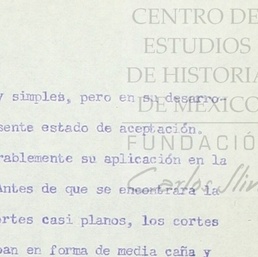 CENTRO DE
ESTUDIOS
DE HISTORIA
DE MÉXICO
FUNDACIÓ
Carlos Slim
y simples, pero en su desarro-
sente estado de aceptación.
rablemente su aplicación en la
Antes de que se encontrara la
ortes casi planos, los cortes
ban en forma de media caña y